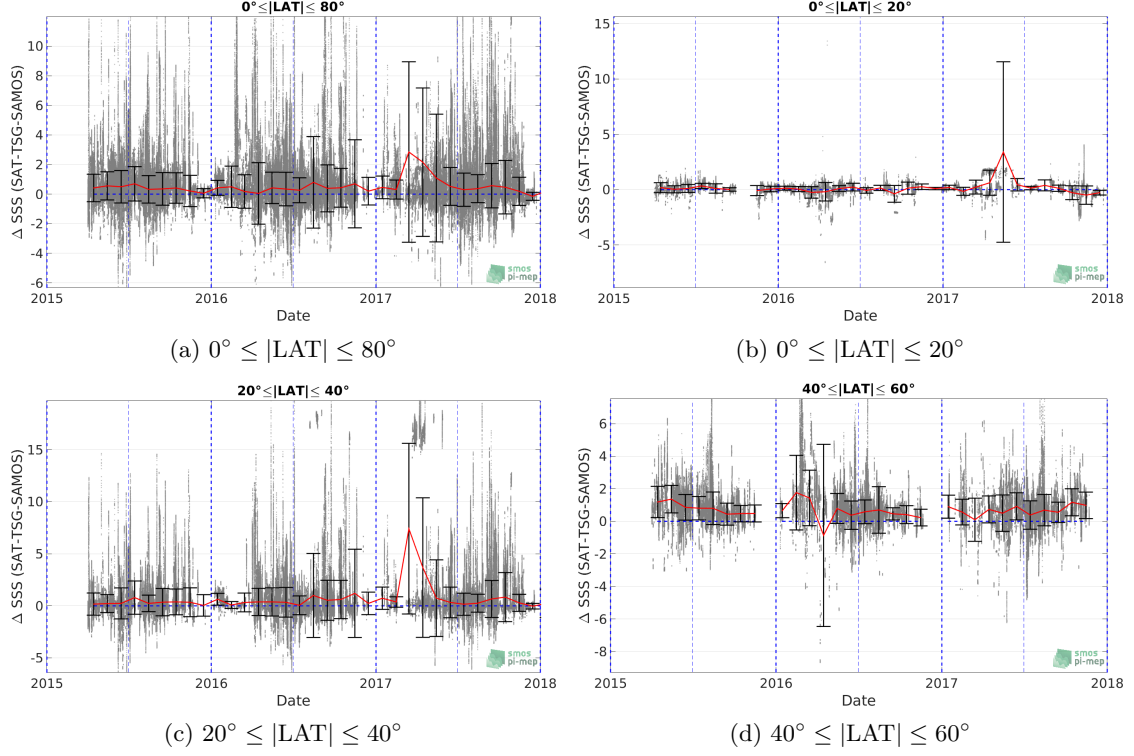 0°≤|LAT|≤ 80°
Δ SSS (SAT-TSG-SAMOS)
12
10
8
6
4
2
0
-2
-4
-6
2015
2016
2017
2018
Date
smos
pi-mep
(a) 0° ≤ |LAT| ≤ 80°
0°≤|LAT|≤ 20°
Δ SSS (SAT-TSG-SAMOS)
15
10
5
0
-5
2015
2016
2017
2018
Date
smos
pi-mep
(b) 0° ≤ |LAT| ≤ 20°
20°≤|LAT|≤ 40°
Δ SSS (SAT-TSG-SAMOS)
15
10
5
0
-5
2015
2016
2017
2018
Date
smos
pi-mep
(c) 20° ≤ |LAT| ≤ 40°
40°≤|LAT|≤ 60°
Δ SSS (SAT-TSG-SAMOS)
6
4
2
0
-2
-4
-6
-8
2015
2016
2017
2018
Date
smos
pi-mep
(d) 40° ≤ |LAT| ≤ 60°